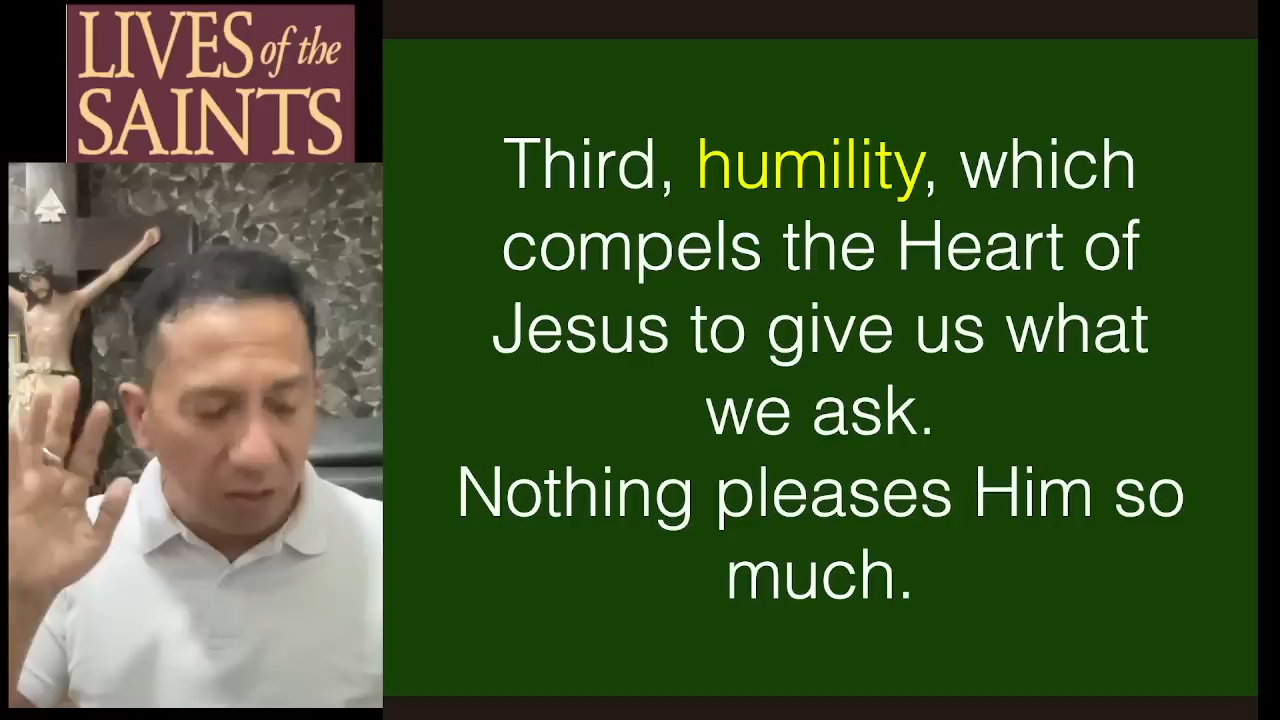 LIVES of the
SAINTS
Third, humility, which
compels the Heart of
Jesus to give us what
we ask.
Nothing pleases Him so
much.